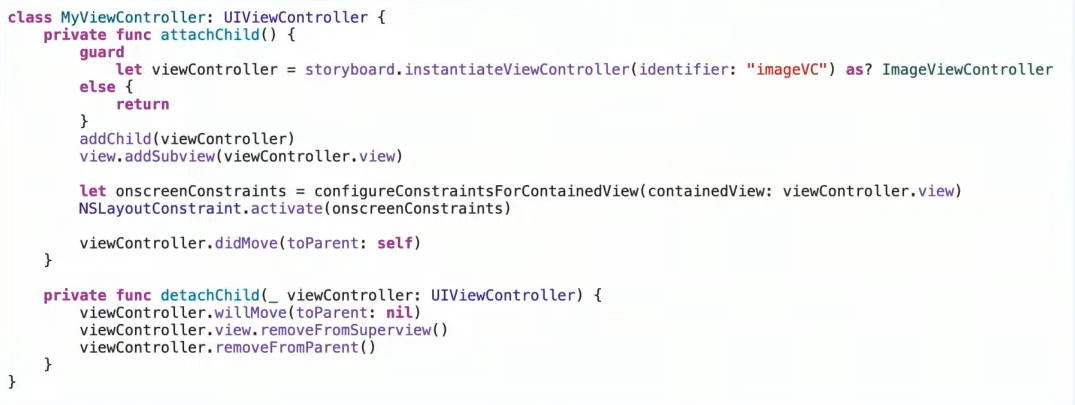 class MyViewController: UIViewController {
    private func attachChild() {
        guard
            let viewController = storyboard.instantiateViewController(identifier: "imageVC") as? ImageViewController
        else {
            return
        }
        addChild(viewController)
        view.addSubview(viewController.view)

        let onscreenConstraints = configureConstraintsForContainedView(containedView: viewController.view)
        NSLayoutConstraint.activate(onscreenConstraints)

        viewController.didMove(toParent: self)
    }

    private func detachChild(_ viewController: UIViewController) {
        viewController.willMove(toParent: nil)
        viewController.view.removeFromSuperview()
        viewController.removeFromParent()
    }
}